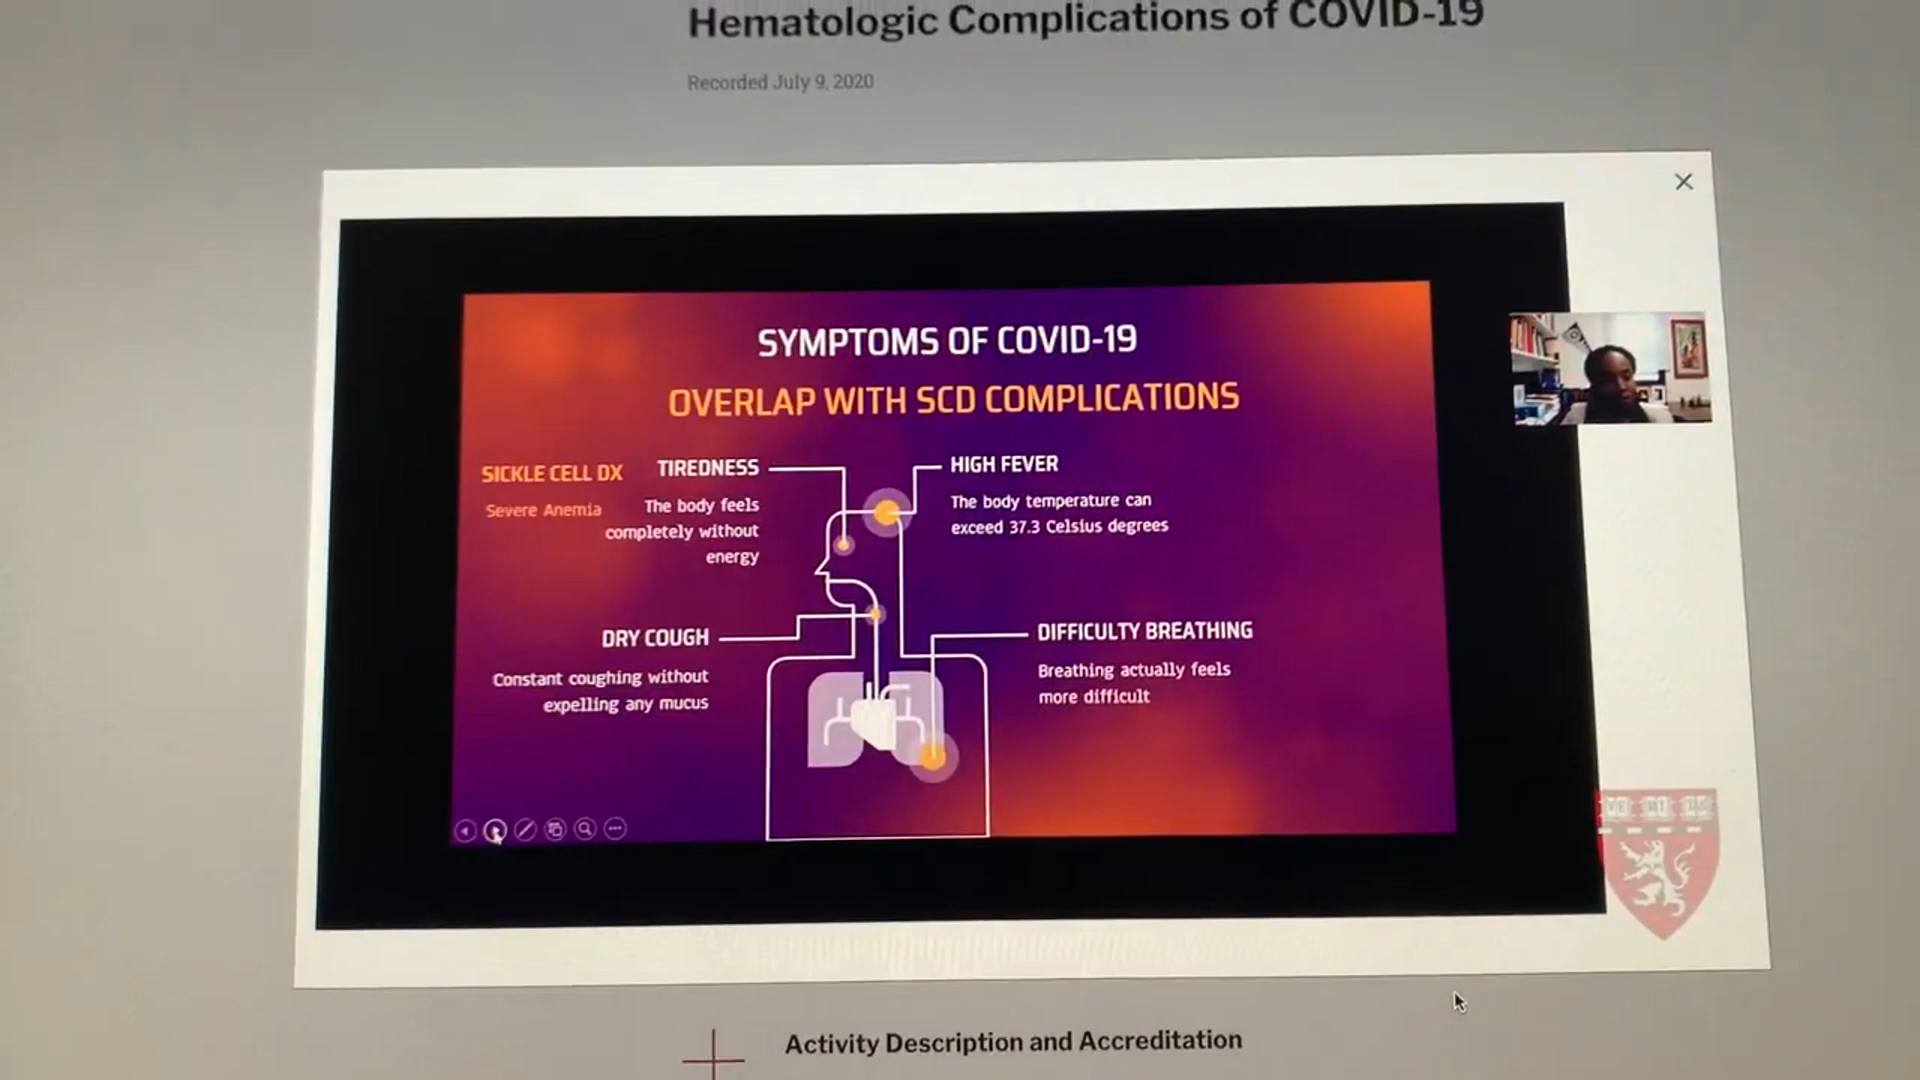 Hematologic Complications of COVID-19
Recorded July 9, 2020
SYMPTOMS OF COVID-19
OVERLAP WITH SCD COMPLICATIONS
SICKLE CELL DX
Severe Anemia
TIREDNESS
The body feels
completely without
energy
HIGH FEVER
The body temperature can
exceed 37.3 Celsius degrees
DRY COUGH
Constant coughing without
expelling any mucus
DIFFICULTY BREATHING
Breathing actually feels
more difficult
VE RI TAS
Activity Description and Accreditation